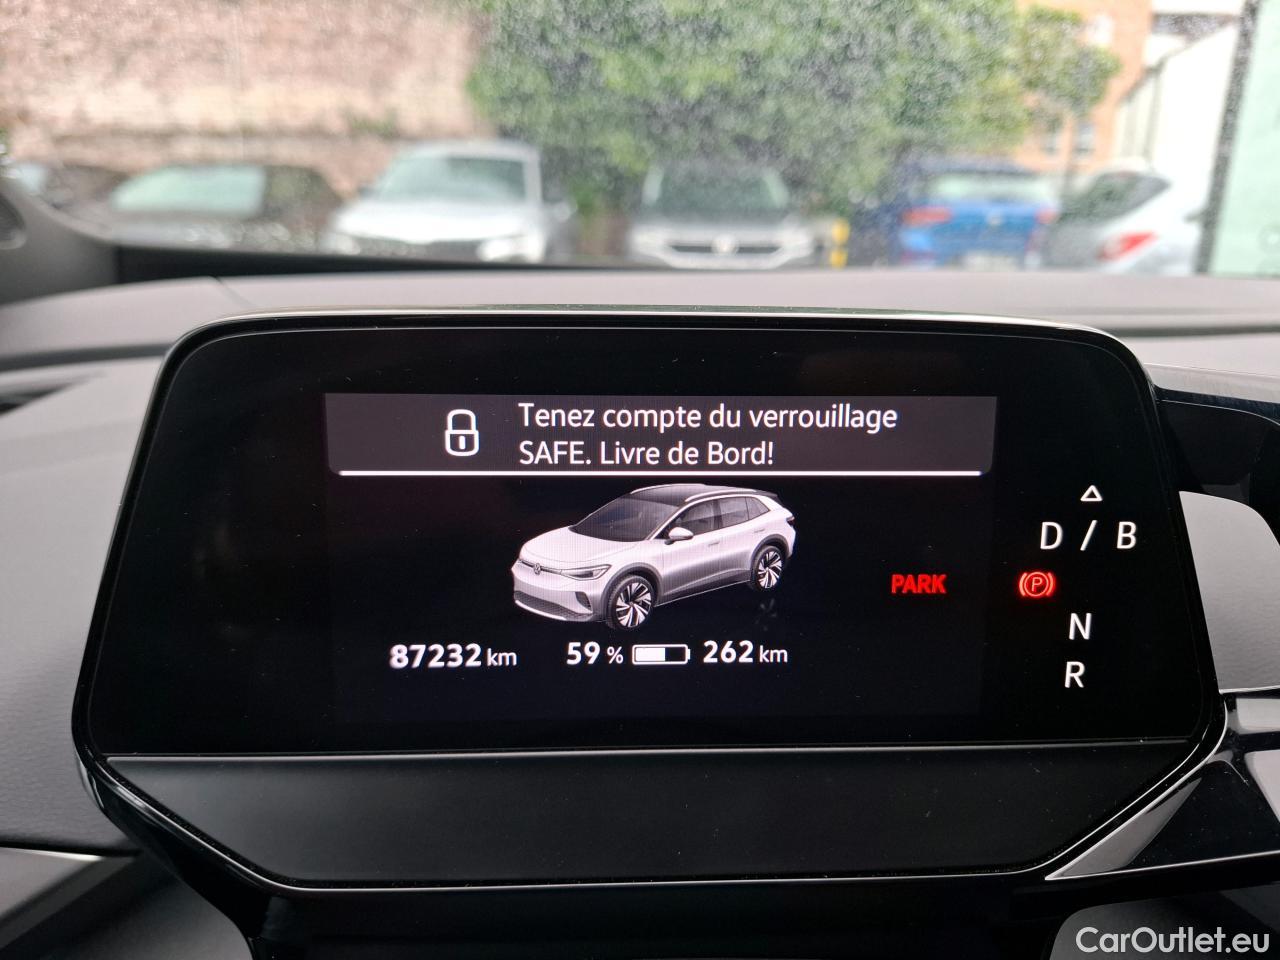 Tenez compte du verrouillage
SAFE. Livre de Bord!
D / B
PARK
P
N
R
87232 km
59 %
262 km
CarOutlet.eu